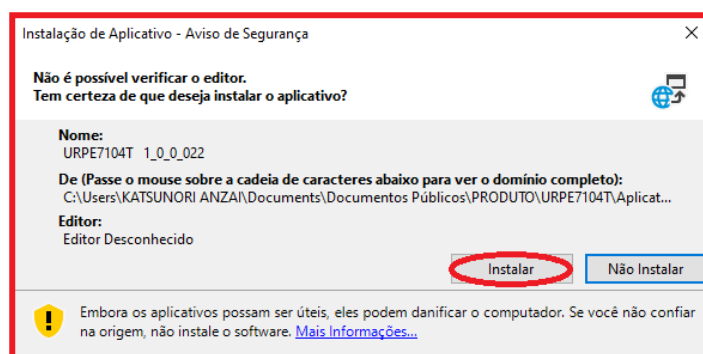 Instalação de Aplicativo - Aviso de Segurança
Não é possível verificar o editor.
Tem certeza de que deseja instalar o aplicativo?
Nome:
URPE7104T 1_0_0_022
De (Passe o mouse sobre a cadeia de caracteres abaixo para ver o domínio completo):
C:\Users\KATSUNORI ANZAI\Documents\Documentos Públicos\PRODUTO\URPE7104T\Aplicat...
Editor:
Editor Desconhecido
Instalar Não Instalar
Embora os aplicativos possam ser úteis, eles podem danificar o computador. Se você não confiar
na origem, não instale o software. Mais Informações...